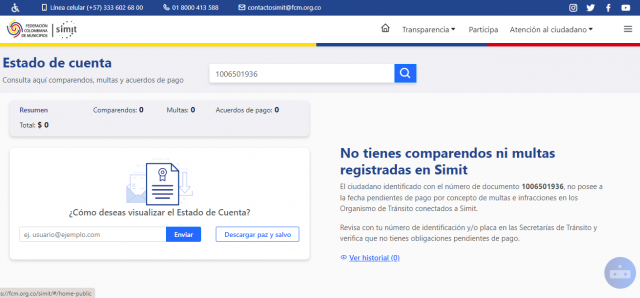 Línea celular (+57) 333 602 68 00 01 8000 413 588 contactosimit@fcm.org.co
FEDERACIÓN
COLOMBIANA
DE MUNICIPIOS
simit
Transparencia Participa Atención al ciudadano
Estado de cuenta
Consulta aquí comparendos, multas y acuerdos de pago
1006501936
Resumen Comparendos: 0 Multas: 0 Acuerdos de pago: 0
Total: $ 0
¿Cómo deseas visualizar el Estado de Cuenta?
ej. usuario@ejemplo.com Enviar Descargar paz y salvo
No tienes comparendos ni multas
registradas en Simit
El ciudadano identificado con el número de documento 1006501936, no posee a
la fecha pendientes de pago por concepto de multas e infracciones en los
Organismo de Tránsito conectados a Simit.
Revisa con tu número de identificación y/o placa en las Secretarías de Tránsito y
verifica que no tienes obligaciones pendientes de pago.
Ver historial (0)
s://fcm.org.co/simit/#/home-public